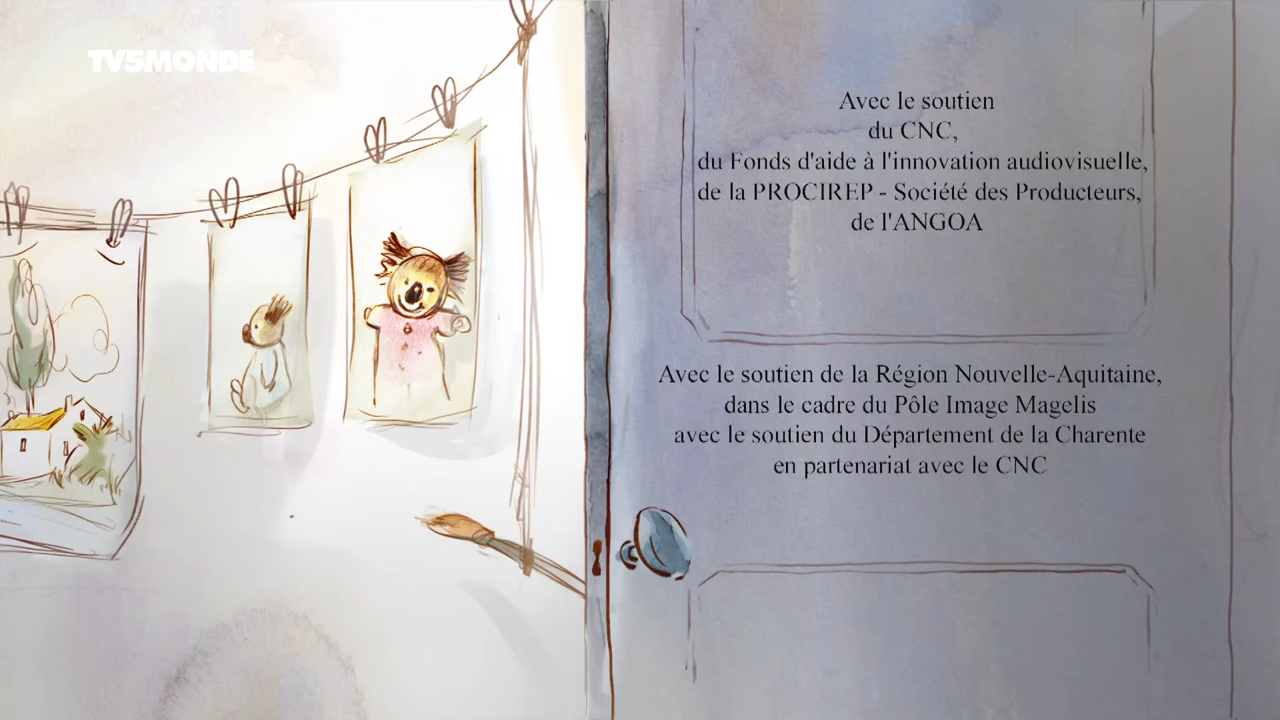 TV5MONDE
Avec le soutien
du CNC,
du Fonds d'aide à l'innovation audiovisuelle,
de la PROCIREP - Société des Producteurs,
de l'ANGOA
Avec le soutien de la Région Nouvelle-Aquitaine,
dans le cadre du Pôle Image Magelis
avec le soutien du Département de la Charente
en partenariat avec le CNC